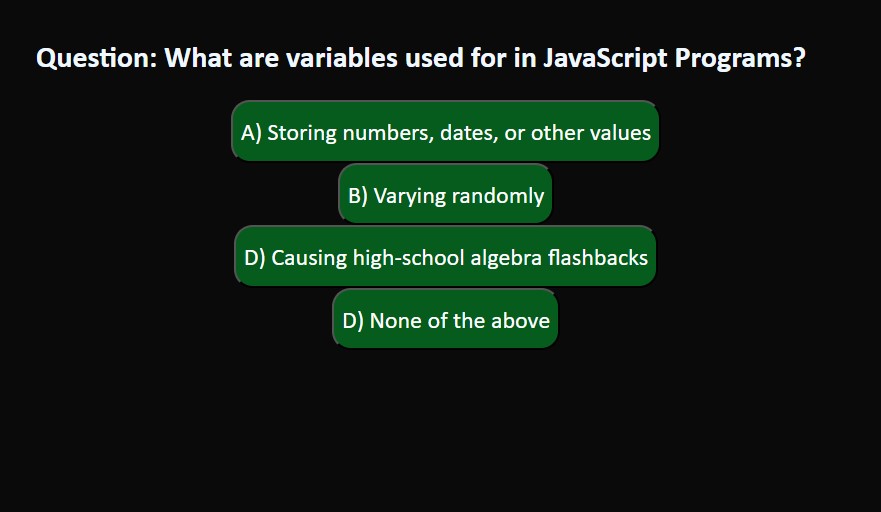 Question: What are variables used for in JavaScript Programs?
A) Storing numbers, dates, or other values
B) Varying randomly
D) Causing high-school algebra flashbacks
D) None of the above